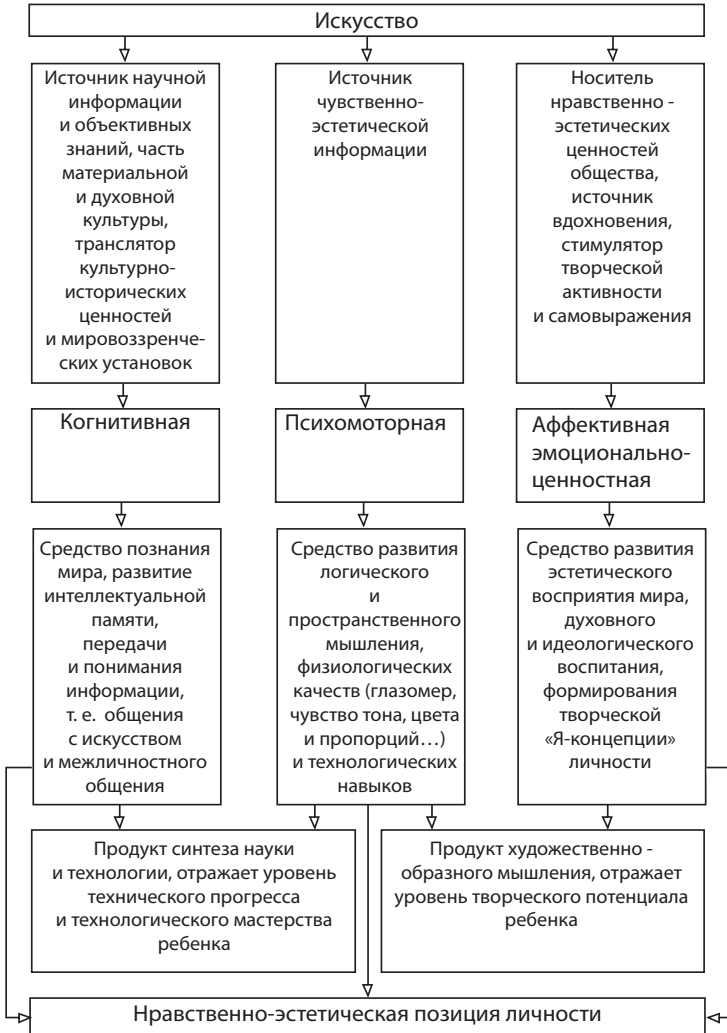 Искусство
Источник научной
информации
и объективных
знаний, часть
материальной
и духовной
культуры,
транслятор
культурно-
исторических
ценностей
и мировоззренче-
ских установок
Источник
чувственно-
эстетической
информации
Носитель
нравственно -
эстетических
ценностей
общества,
источник
вдохновения,
стимулятор
творческой
активности
и самовыражения
Когнитивная
Психомоторная
Аффективная
эмоционально-
ценностная
Средство познания
мира, развитие
интеллектуальной
памяти,
передачи
и понимания
информации,
т. е. общения
с искусством
и межличностного
общения
Средство развития
логического
и
пространственного
мышления,
физиологических
качеств (глазомер,
чувство тона, цвета
и пропорций…)
и технологических
навыков
Средство развития
эстетического
восприятия мира,
духовного
и идеологического
воспитания,
формирования
творческой
«Я-концепции»
личности
Продукт синтеза науки
и технологии, отражает уровень
технического прогресса
и технологического мастерства
ребенка
Продукт художественно -
образного мышления, отражает
уровень творческого потенциала
ребенка
Нравственно-эстетическая позиция личности